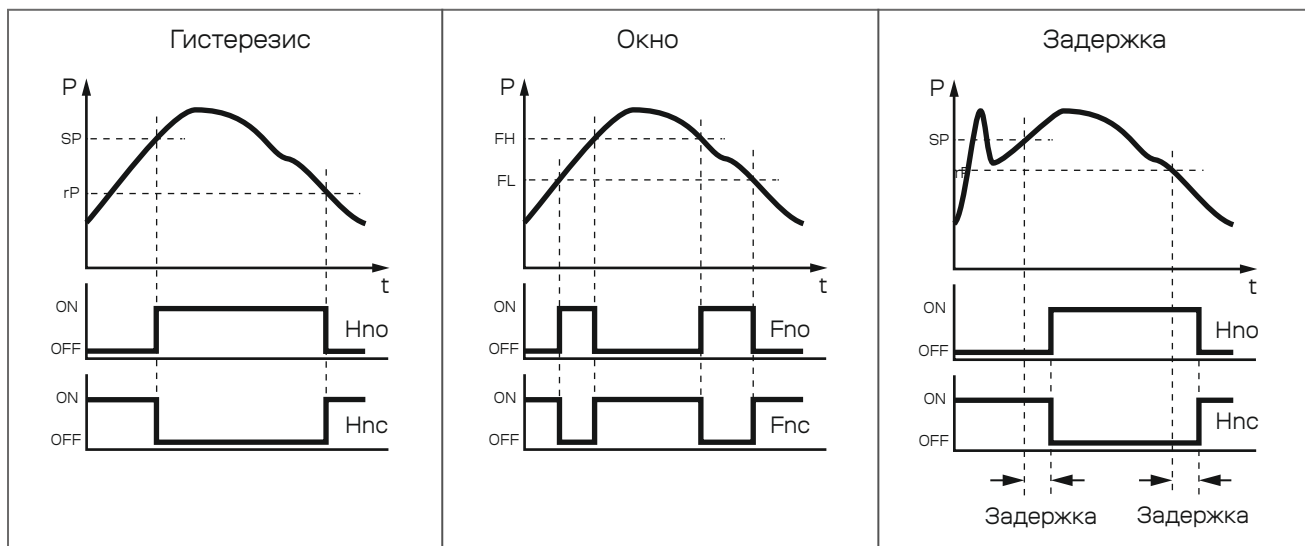 Гистерезис
P
SP
rP
t
ON
OFF
Hno
ON
OFF
Hnc
Окно
P
FH
FL
t
ON
OFF
Fno
ON
OFF
Fnc
Задержка
P
SP
rP
t
ON
OFF
Hno
ON
OFF
Hnc
Задержка Задержка